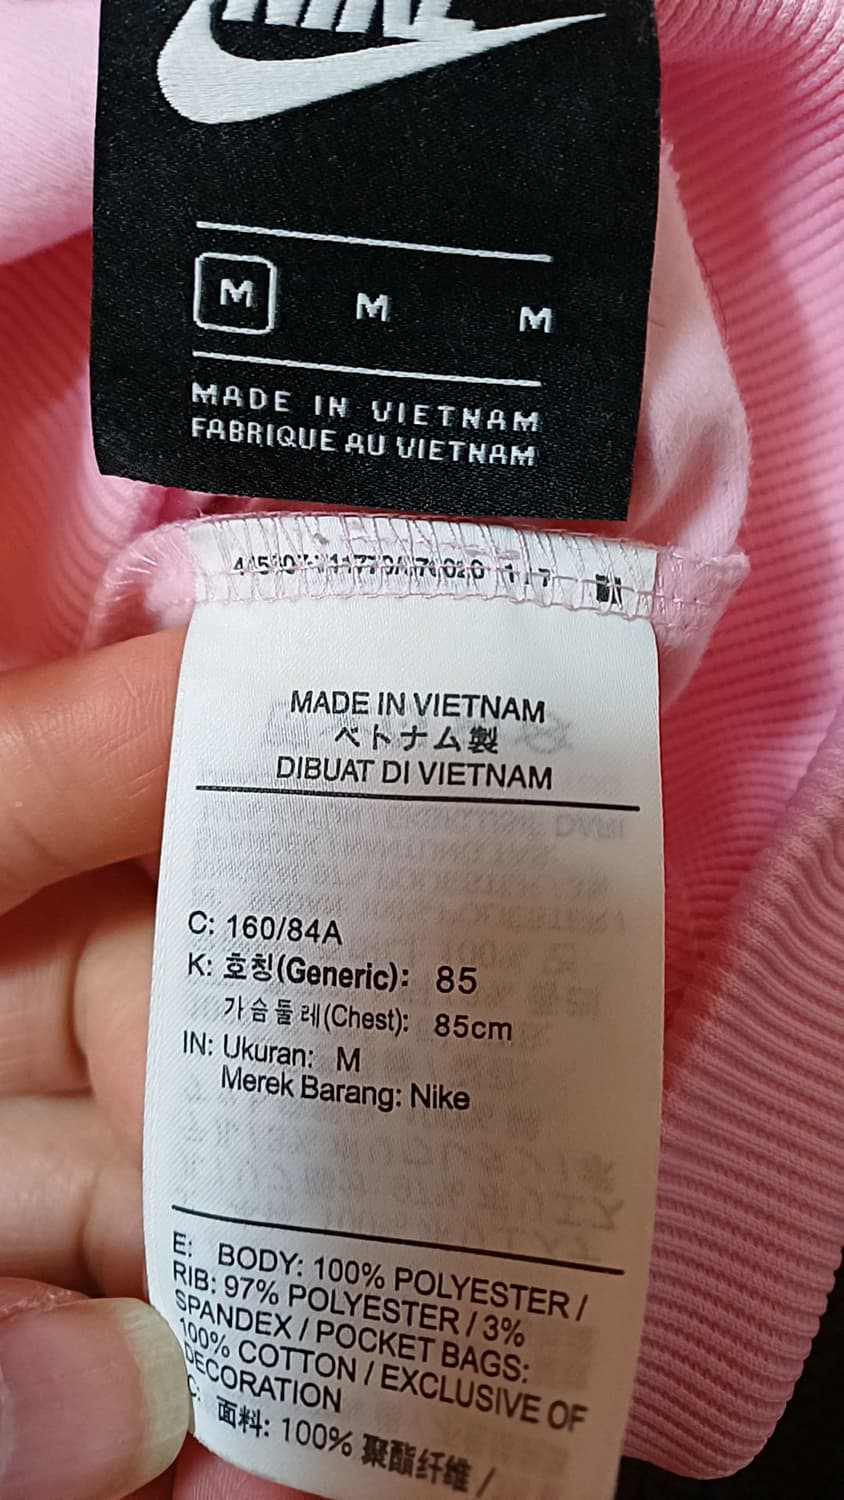 NIKE
M M M
MADE IN VIETNAM
FABRIQUE AU VIETNAM
MADE IN VIETNAM
ベトナム製
DIBUAT DI VIETNAM
C: 160/84A
K: 호칭(Generic): 85
가슴둘레(Chest): 85cm
IN: Ukuran: M
Merek Barang: Nike
E: BODY: 100% POLYESTER /
RIB: 97% POLYESTER / 3%
SPANDEX / POCKET BAGS:
100% COTTON / EXCLUSIVE OF
DECORATION
C: 面料: 100% 聚酯纤维 /